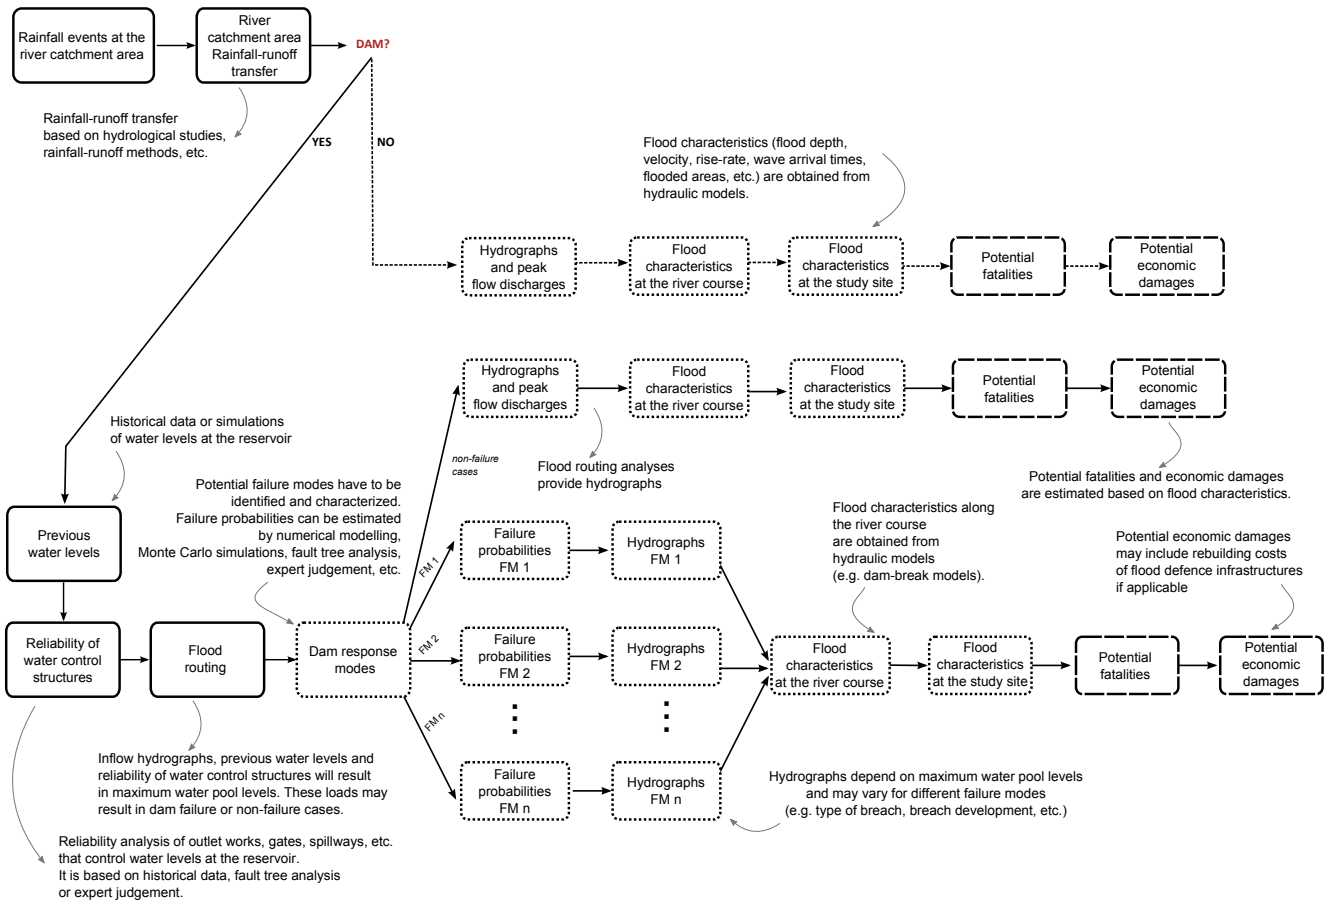 Rainfall events at the
river catchment area
River
catchment area
Rainfall-runoff
transfer
DAM?
Rainfall-runoff transfer
based on hydrological studies,
rainfall-runoff methods, etc.
YES
NO
Flood characteristics (flood depth,
velocity, rise-rate, wave arrival times,
flooded areas, etc.) are obtained from
hydraulic models.
Hydrographs
and peak
flow discharges
Flood
characteristics
at the river course
Flood
characteristics
at the study site
Potential
fatalities
Potential
economic
damages
Hydrographs
and peak
flow discharges
Flood
characteristics
at the river course
Flood
characteristics
at the study site
Potential
fatalities
Potential
economic
damages
Historical data or simulations
of water levels at the reservoir
non-failure
cases
Flood routing analyses
provide hydrographs
Potential fatalities and economic damages
are estimated based on flood characteristics.
Potential failure modes have to be
identified and characterized.
Failure probabilities can be estimated
by numerical modelling,
Monte Carlo simulations, fault tree analysis,
expert judgement, etc.
Flood characteristics along
the river course
are obtained from
hydraulic models
(e.g. dam-break models).
Potential economic damages
may include rebuilding costs
of flood defence infrastructures
if applicable
Previous
water levels
FM 1
Failure
probabilities
FM 1
Hydrographs
FM 1
Reliability of
water control
structures
Flood
routing
Dam response
modes
FM 2
Failure
probabilities
FM 2
Hydrographs
FM 2
Flood
characteristics
at the river course
Flood
characteristics
at the study site
Potential
fatalities
Potential
economic
damages
FM n
Failure
probabilities
FM n
Hydrographs
FM n
Inflow hydrographs, previous water levels and
reliability of water control structures will result
in maximum water pool levels. These loads may
result in dam failure or non-failure cases.
Hydrographs depend on maximum water pool levels
and may vary for different failure modes
(e.g. type of breach, breach development, etc.)
Reliability analysis of outlet works, gates, spillways, etc.
that control water levels at the reservoir.
It is based on historical data, fault tree analysis
or expert judgement.